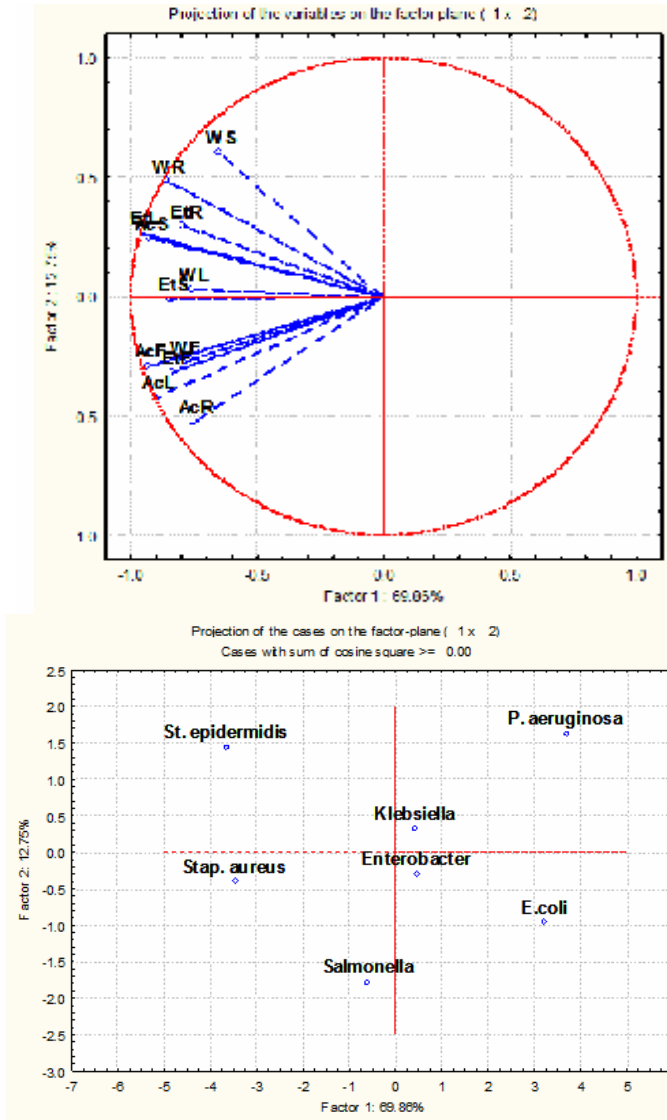 Projection of the variables on the factor plane ( 1 x 2)
1.0
WS
WR
0.5
EtR
AcS
WL
EtS
0.0
AcF
WF
AcL
AcR
0.5
1.0
-1.0
-0.5
0.0
0.5
1.0
Projection of the cases on the factor-plane ( 1 x 2)
Cases with sum of cosine square >= 0.00
2.5
2.0
P. aeruginosa
St. epidermidis
1.5
1.0
Klebsiella
0.5
0.0
Enterobacter
Stap. aureus
-0.5
E.coli
-1.0
Salmonella
-1.5
-2.0
-2.5
-3.0
Factor 2: 12.75%
-7 -6 -5 -4 -3 -2 -1 0 1 2 3 4 5
Factor 1: 69.86%